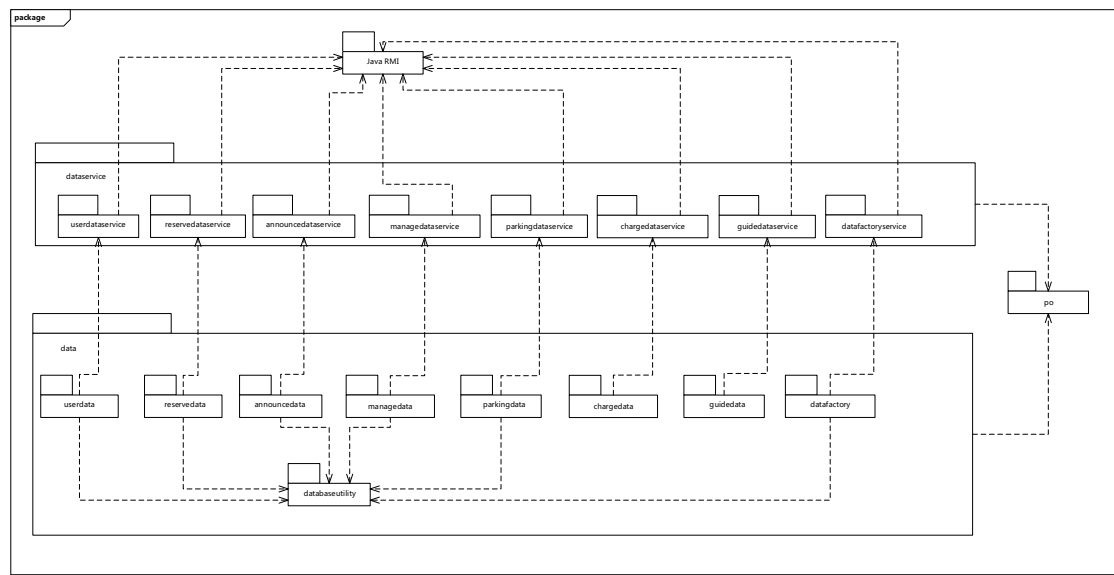 package
Java RMI
dataservice
userdataservice
reservedataservice
announcedataservice
managedataservice
parkingdataservice
chargedataservice
guidedataservice
datafactoryservice
po
data
userdata
reservedata
announcedata
managedata
parkingdata
chargedata
guidedata
datafactory
databaseutility